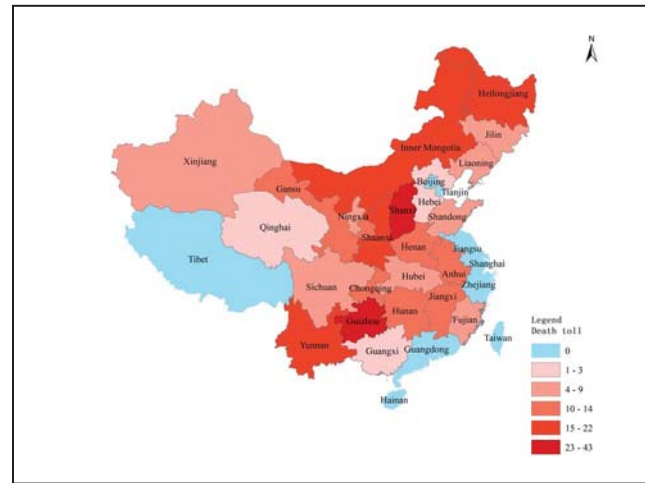 N
Heilongjiang
Jilin
Inner Mongolia
Liaoning
Xinjiang
Beijing
Gansu
Tianjin
Hebei
Ningxia
Shanxi
Shandong
Qinghai
Shaanxi
Henan
Jiangsu
Tibet
Shanghai
Hubei
Anhui
Sichuan
Chongqing
Zhejiang
Jiangxi
Hunan
Guizhou
Fujian
Legend
Death toll
Taiwan
Yunnan
Guangxi
Guangdong
Hainan
0
1 - 3
4 - 9
10 - 14
15 - 22
23 - 43